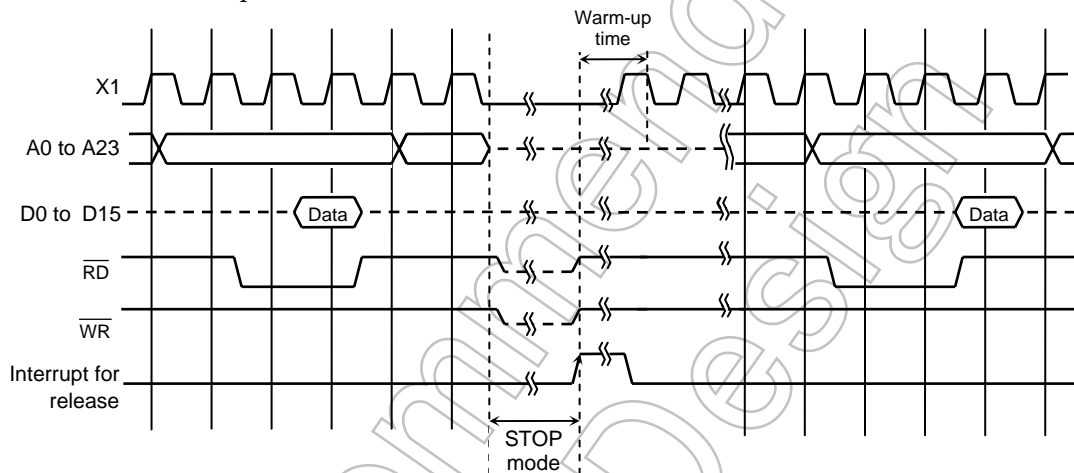 Warm-up
time
X1
A0 to A23
D0 to D15
Data
Data
RD
WR
Interrupt for
release
STOP
mode